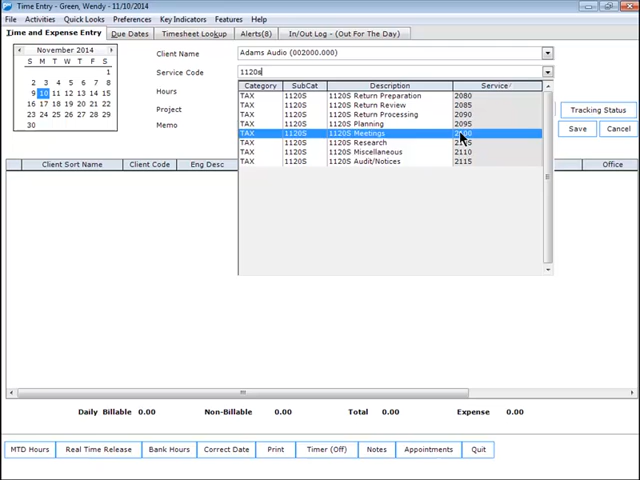 Time Entry - Green, Wendy - 11/10/2014
File Activities Quick Looks Preferences Key Indicators Features Help
Time and Expense Entry Due Dates Timesheet Lookup Alerts(8) In/Out Log - (Out For The Day)
November 2014
S M T W T F S
1
2 3 4 5 6 7 8
9 10 11 12 13 14 15
16 17 18 19 20 21 22
23 24 25 26 27 28 29
30
Client Name Adams Audio (002000.000)
Service Code 1120s
Hours
Project
Memo
Category SubCat Description Service
TAX 1120S 1120S Return Preparation 2080
TAX 1120S 1120S Return Review 2085
TAX 1120S 1120S Return Processing 2090
TAX 1120S 1120S Planning 2095
TAX 1120S 1120S Meetings
TAX 1120S 1120S Research
TAX 1120S 1120S Miscellaneous 2110
TAX 1120S 1120S Audit/Notices 2115
Tracking Status
Save Cancel
Client Sort Name Client Code Eng Desc Office
Daily Billable 0.00 Non-Billable 0.00 Total 0.00 Expense 0.00
MTD Hours Real Time Release Bank Hours Correct Date Print Timer (Off) Notes Appointments Quit